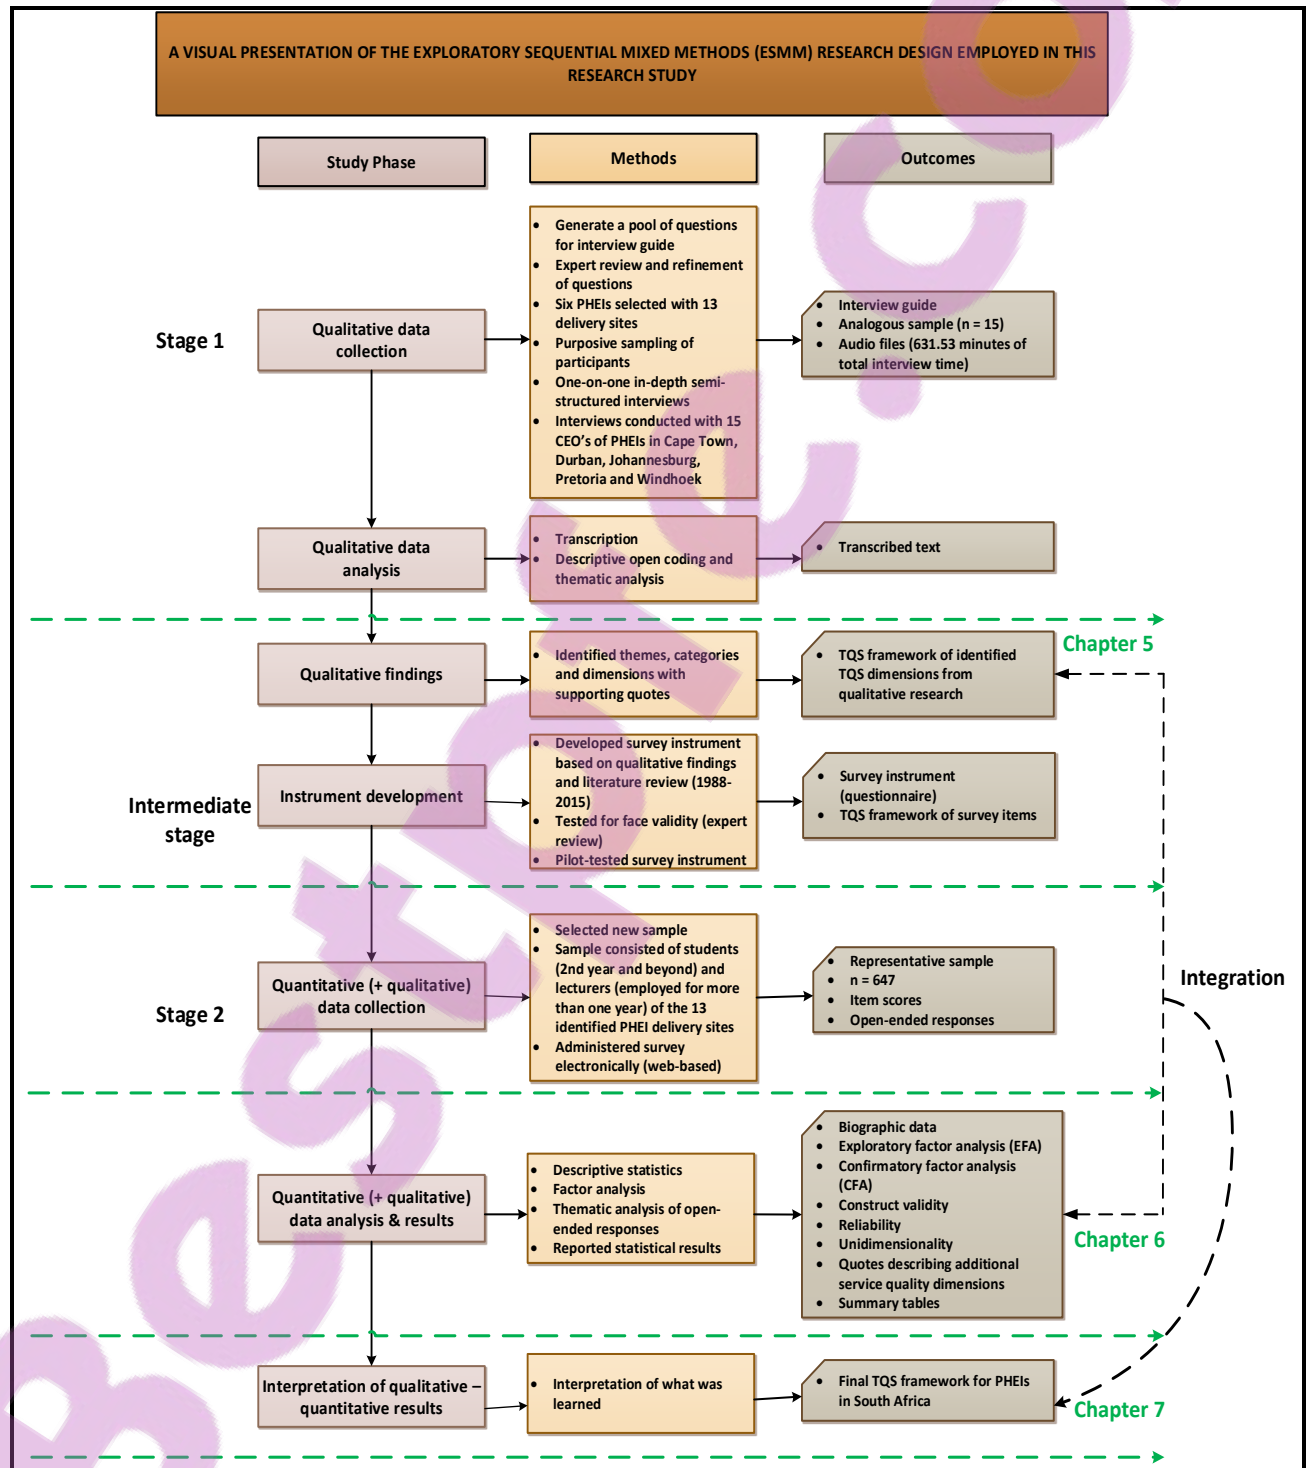 A VISUAL PRESENTATION OF THE EXPLORATORY SEQUENTIAL MIXED METHODS (ESMM) RESEARCH DESIGN EMPLOYED IN THIS
RESEARCH STUDY
Study Phase
Methods
Outcomes
Stage 1
Qualitative data
collection
• Generate a pool of questions
for interview guide
• Expert review and refinement
of questions
• Six PHEIs selected with 13
delivery sites
• Purposive sampling of
participants
• One-on-one in-depth semi-
structured interviews
• Interviews conducted with 15
CEO's of PHEIs in Cape Town,
Durban, Johannesburg,
Pretoria and Windhoek
• Interview guide
• Analogous sample (n = 15)
• Audio files (631.53 minutes of
total interview time)
Qualitative data
analysis
• Transcription
• Descriptive open coding and
thematic analysis
• Transcribed text
Chapter 5
Qualitative findings
• Identified themes, categories
and dimensions with
supporting quotes
• TQS framework of identified
TQS dimensions from
qualitative research
Intermediate
stage
Instrument development
• Developed survey instrument
based on qualitative findings
and literature review (1988-
2015)
• Tested for face validity (expert
review)
• Pilot-tested survey instrument
• Survey instrument
(questionnaire)
• TQS framework of survey items
Stage 2
Quantitative (+ qualitative)
data collection
• Selected new sample
• Sample consisted of students
(2nd year and beyond) and
lecturers (employed for more
than one year) of the 13
identified PHEI delivery sites
• Administered survey
electronically (web-based)
• Representative sample
• n = 647
• Item scores
• Open-ended responses
Integration
Quantitative (+ qualitative)
data analysis & results
• Descriptive statistics
• Factor analysis
• Thematic analysis of open-
ended responses
• Reported statistical results
• Biographic data
• Exploratory factor analysis (EFA)
• Confirmatory factor analysis
(CFA)
• Construct validity
• Reliability
• Unidimensionality
• Quotes describing additional
service quality dimensions
• Summary tables
Chapter 6
Interpretation of qualitative –
quantitative results
• Interpretation of what was
learned
• Final TQS framework for PHEIs
in South Africa
Chapter 7
Bestpfe.co